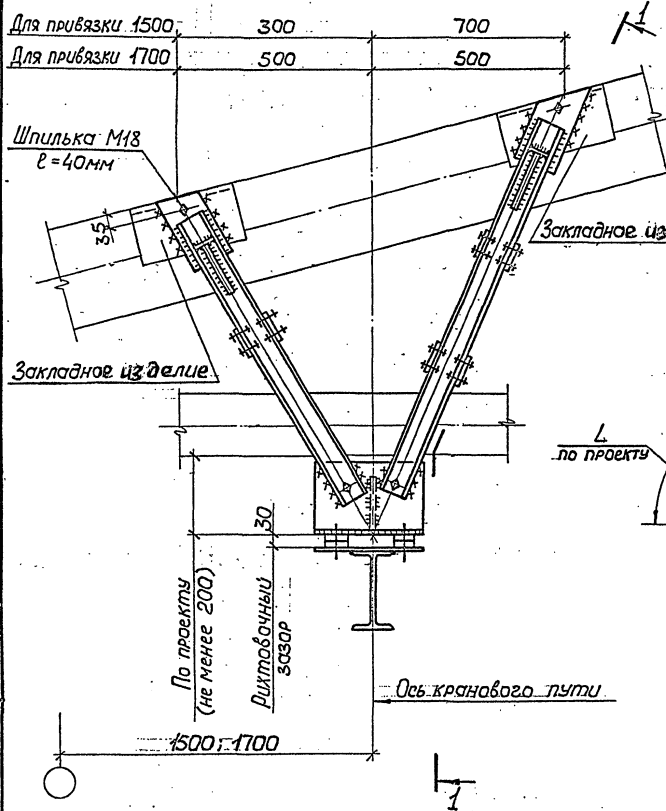 Для привязки 1500 300 700
Для привязки 1700 500 500
1
Шпилька М18
ℓ=40мм
35
Закладное из
Закладное изделие
L
по проекту
30
По проекту
(не менее 200)
Рихтовочный
зазор
Ось кранового пути
1500; 1700
1